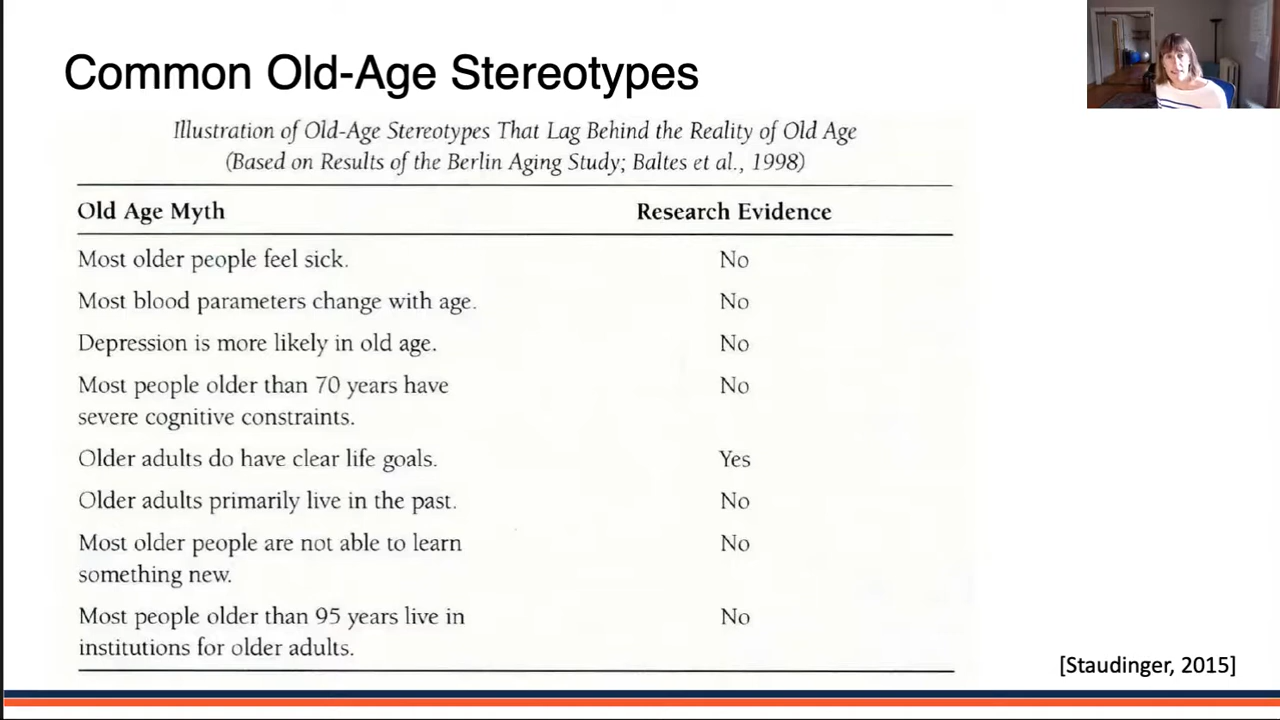 Common Old-Age Stereotypes
Illustration of Old-Age Stereotypes That Lag Behind the Reality of Old Age
(Based on Results of the Berlin Aging Study; Baltes et al., 1998)
Old Age Myth Research Evidence
Most older people feel sick. No
Most blood parameters change with age. No
Depression is more likely in old age. No
Most people older than 70 years have No
severe cognitive constraints.
Older adults do have clear life goals. Yes
Older adults primarily live in the past. No
Most older people are not able to learn No
something new.
Most people older than 95 years live in No
institutions for older adults.
[Staudinger, 2015]